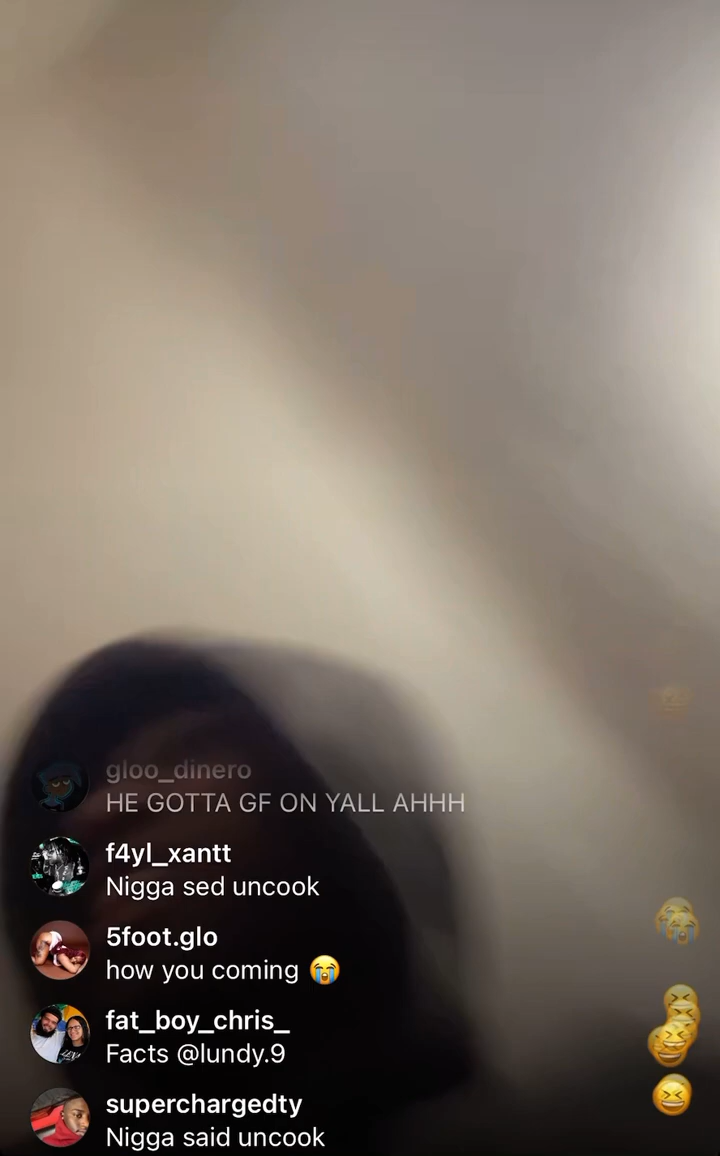 gloo_dinero
HE GOTTA GF ON YALL AHHH
f4yl_xantt
Nigga sed uncook
5foot.glo
how you coming 😭
fat_boy_chris_
Facts @lundy.9
superchargedty
Nigga said uncook